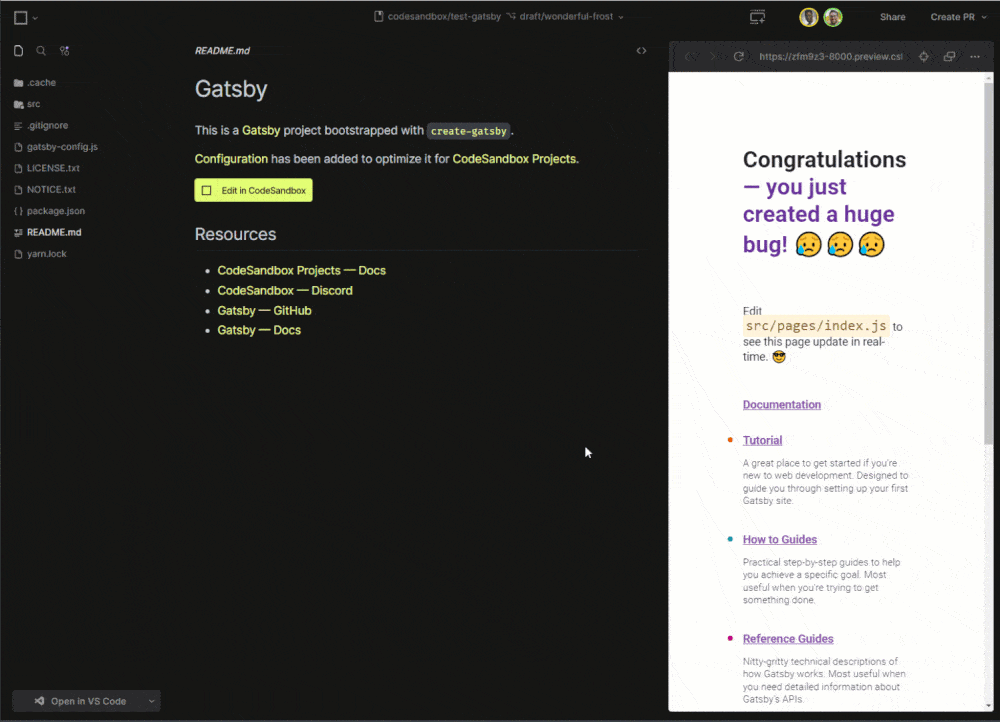 codesandbox/test-gatsby draft/wonderful-frost
Share
Create PR
.cache
src
.gitignore
gatsby-config.js
LICENSE.txt
NOTICE.txt
package.json
README.md
yarn.lock
Open in VS Code
README.md
Gatsby
This is a Gatsby project bootstrapped with create-gatsby.
Configuration has been added to optimize it for CodeSandbox Projects.
Edit in CodeSandbox
Resources
CodeSandbox Projects — Docs
CodeSandbox — Discord
Gatsby — GitHub
Gatsby — Docs
https://zfm9z3-8000.preview.csl
Congratulations
— you just
created a huge
bug! 😥😥😥
Edit
src/pages/index.js to
see this page update in real-
time. 😎
Documentation
Tutorial
A great place to get started if you're
new to web development. Designed to
guide you through setting up your first
Gatsby site.
How to Guides
Practical step-by-step guides to help
you achieve a specific goal. Most
useful when you're trying to get
something done.
Reference Guides
Nitty-gritty technical descriptions of
how Gatsby works. Most useful when
you need detailed information about
Gatsby's APIs.